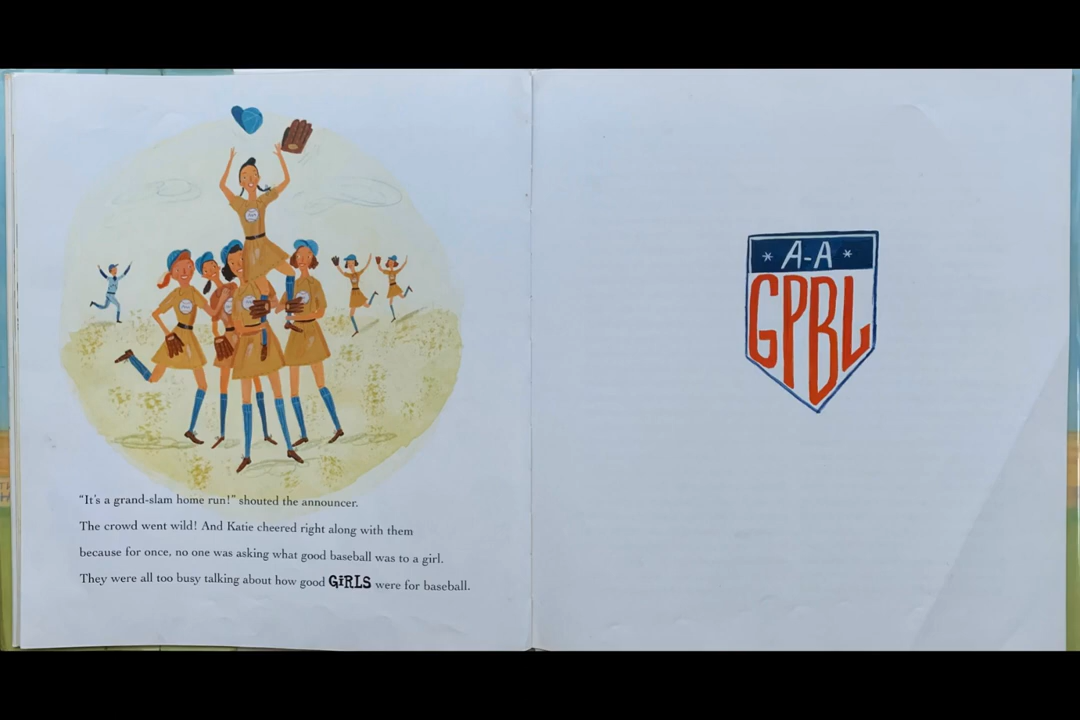 "It's a grand-slam home run!" shouted the announcer.
The crowd went wild! And Katie cheered right along with them
because for once, no one was asking what good baseball was to a girl.
They were all too busy talking about how good GiRLS were for baseball.
* A-A *
GPBL